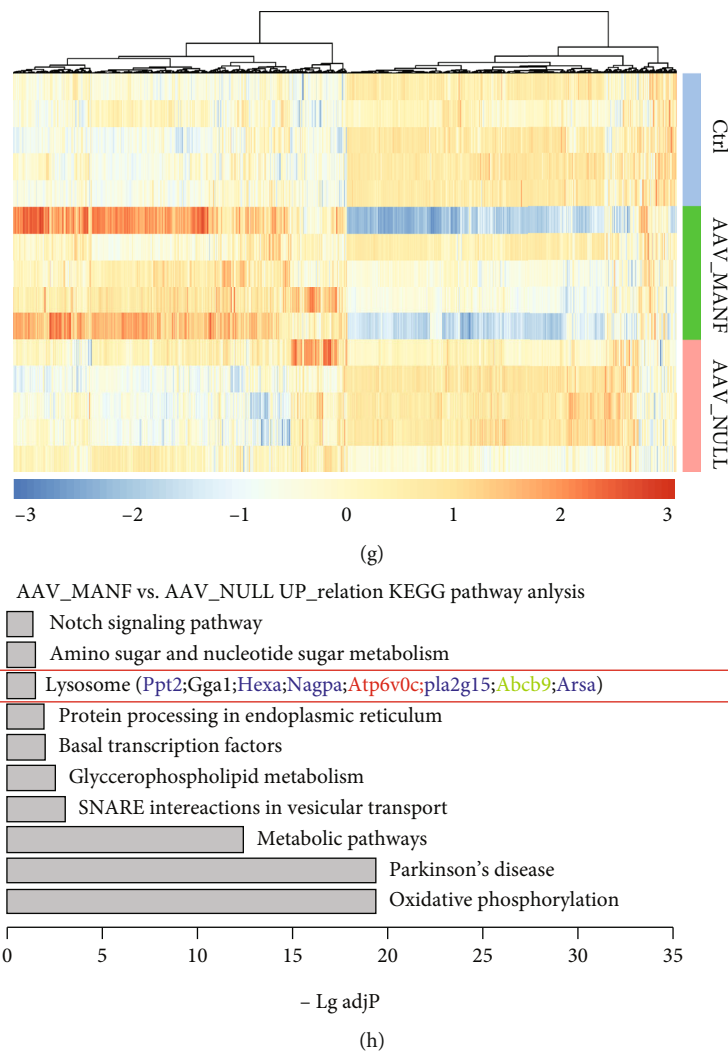 Ctrl
AAV_MANF
AAV_NULL
–3 –2 –1 0 1 2 3
(g)
AAV_MANF vs. AAV_NULL UP_relation KEGG pathway anlysis
Notch signaling pathway
Amino sugar and nucleotide sugar metabolism
Lysosome (Ppt2;Gga1;Hexa;Nagpa;Atp6v0c;pla2g15;Abcb9;Arsa)
Protein processing in endoplasmic reticulum
Basal transcription factors
Glyccerophospholipid metabolism
SNARE intereactions in vesicular transport
Metabolic pathways
Parkinson's disease
Oxidative phosphorylation
0 5 10 15 20 25 30 35
– Lg adjP
(h)